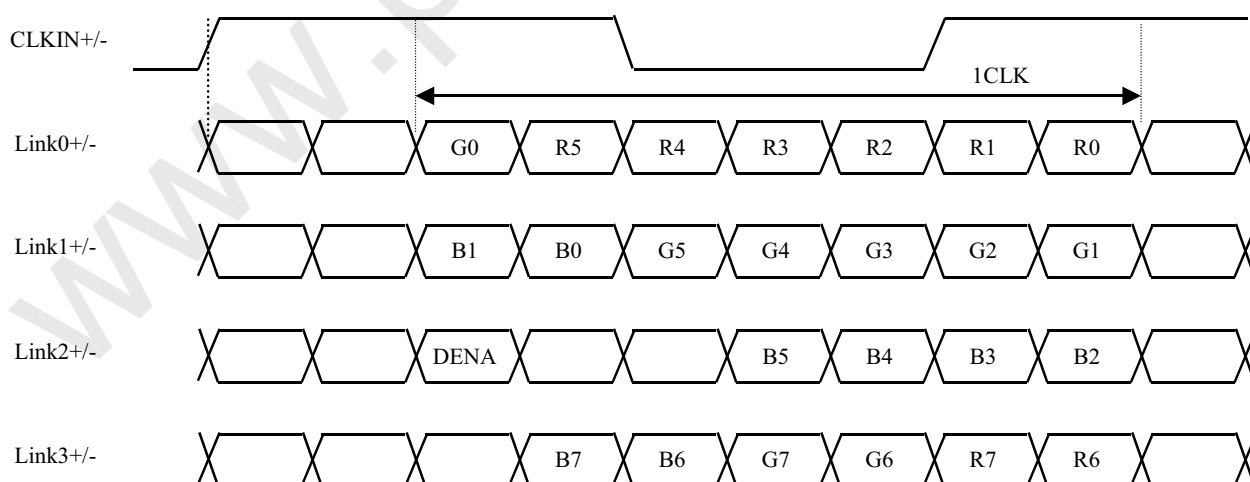 CLKIN+/-
1CLK
Link0+/- G0 R5 R4 R3 R2 R1 R0
Link1+/- B1 B0 G5 G4 G3 G2 G1
Link2+/- DENA B5 B4 B3 B2
Link3+/- B7 B6 G7 G6 R7 R6
www.p